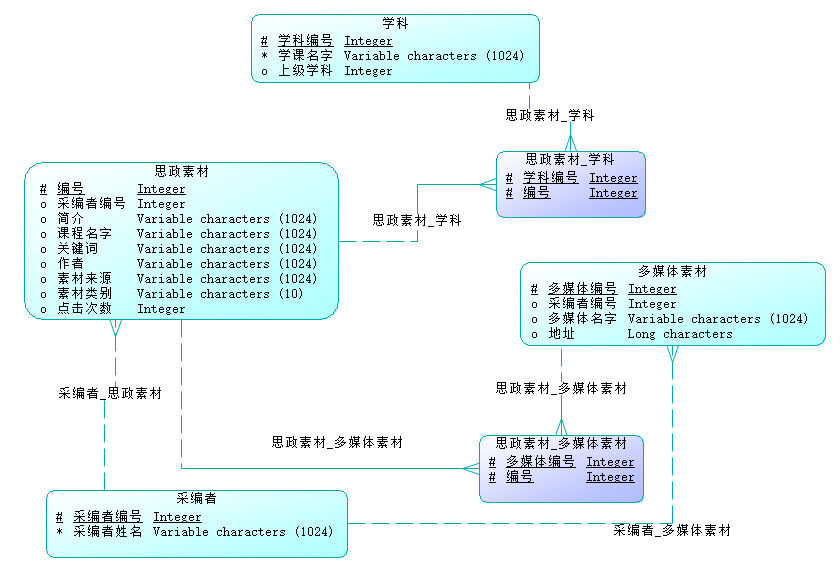 学科
# 学科编号 Integer
* 学课名字 Variable characters (1024)
o 上级学科 Integer
思政素材_学科
思政素材_学科
# 学科编号 Integer
# 编号 Integer
思政素材
# 编号 Integer
o 采编者编号 Integer
o 简介 Variable characters (1024)
o 课程名字 Variable characters (1024)
o 关键词 Variable characters (1024)
o 作者 Variable characters (1024)
o 素材来源 Variable characters (1024)
o 素材类别 Variable characters (10)
o 点击次数 Integer
思政素材_学科
多媒体素材
# 多媒体编号 Integer
o 采编者编号 Integer
o 多媒体名字 Variable characters (1024)
o 地址 Long characters
采编者_思政素材
思政素材_多媒体素材
思政素材_多媒体素材
思政素材_多媒体素材
# 多媒体编号 Integer
# 编号 Integer
采编者
# 采编者编号 Integer
* 采编者姓名 Variable characters (1024)
采编者_多媒体素材